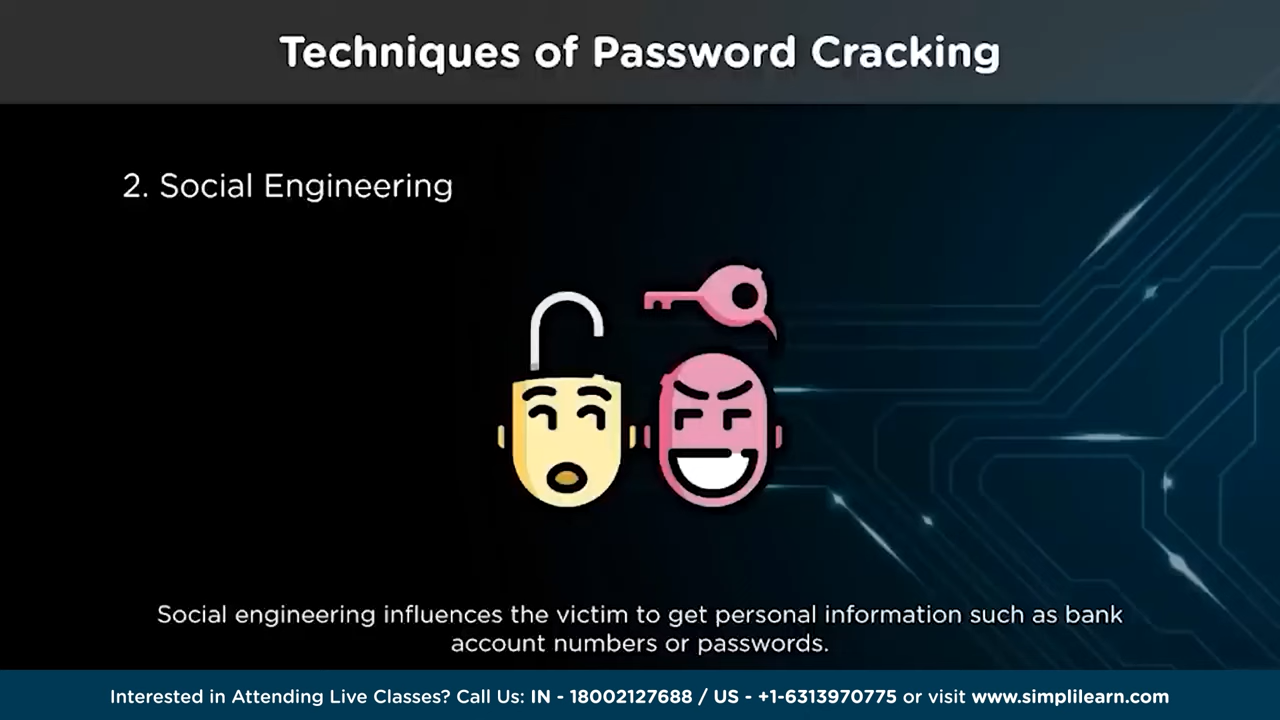 Techniques of Password Cracking
2. Social Engineering
Social engineering influences the victim to get personal information such as bank
account numbers or passwords.
Interested in Attending Live Classes? Call Us: IN - 18002127688 / US - +1-6313970775 or visit www.simplilearn.com